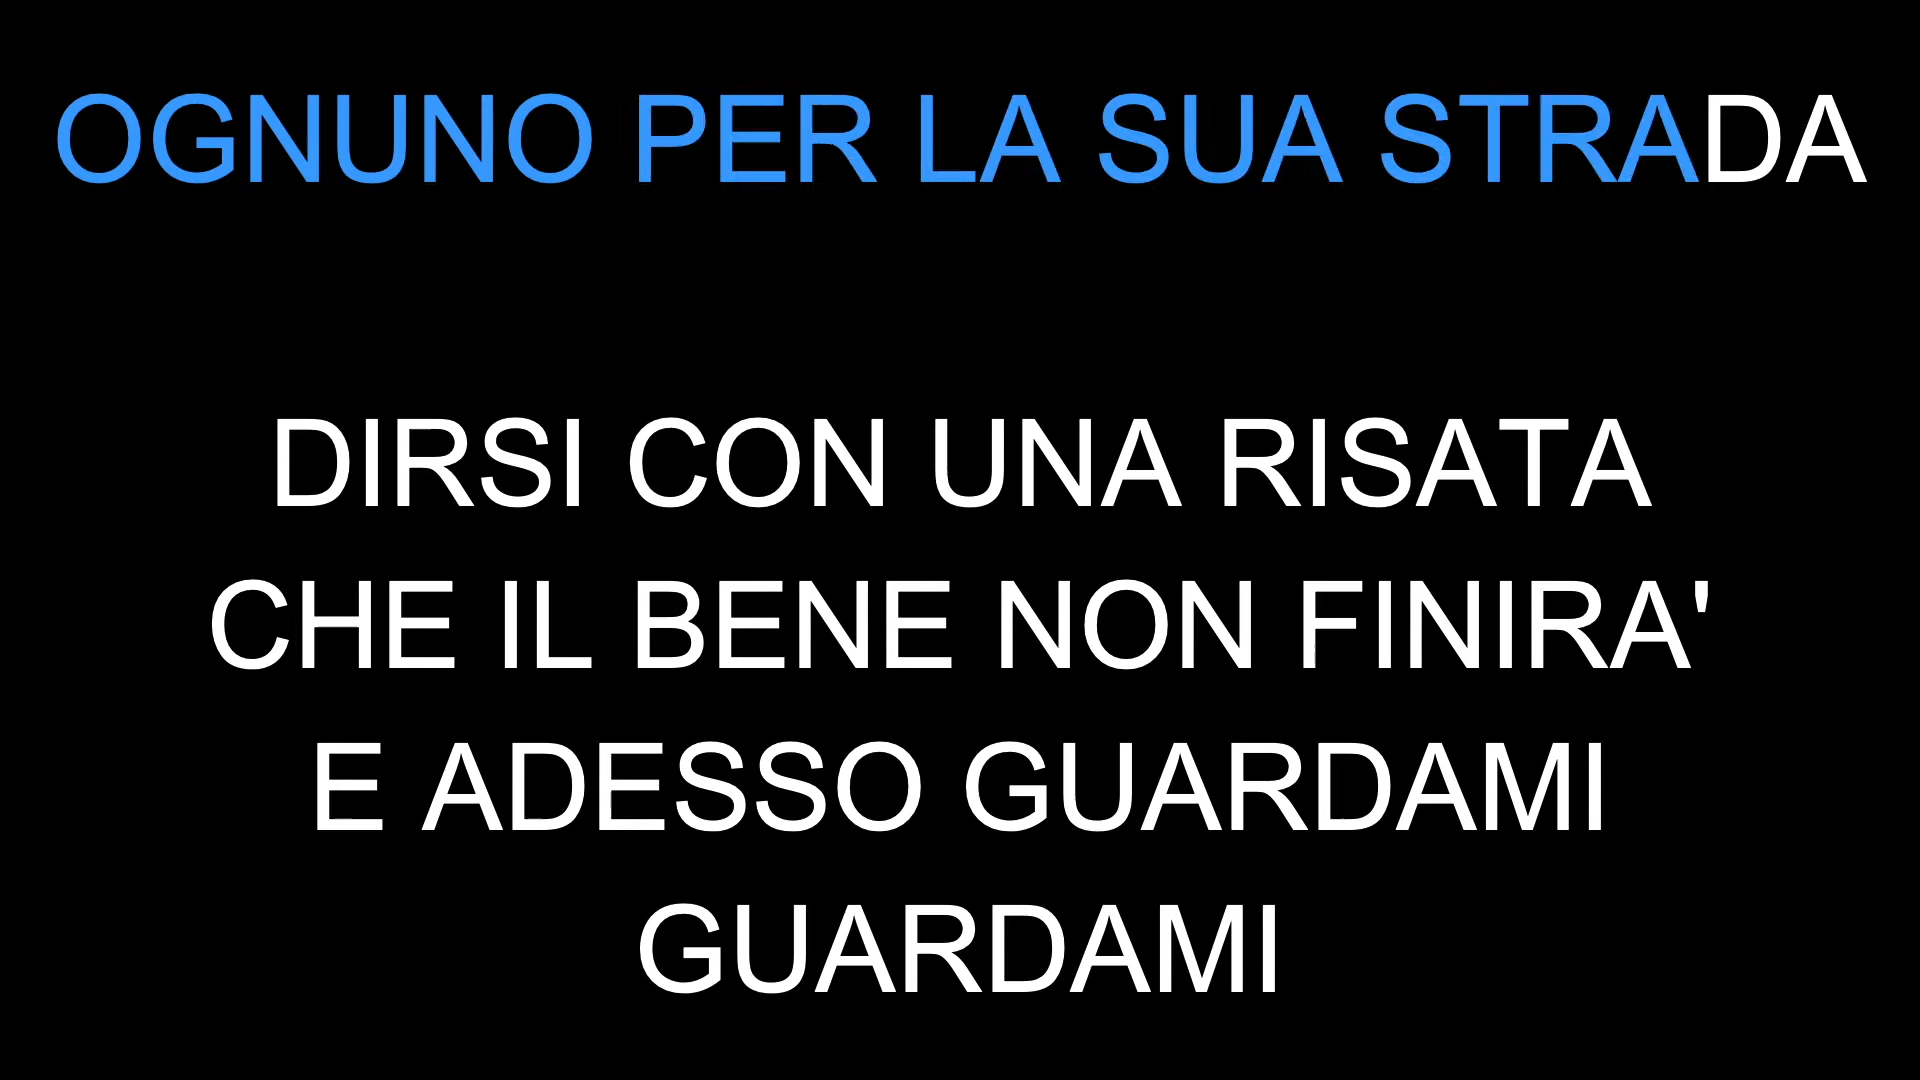 OGNUNO PER LA SUA STRADA
DIRSI CON UNA RISATA
CHE IL BENE NON FINIRA'
E ADESSO GUARDAMI
GUARDAMI